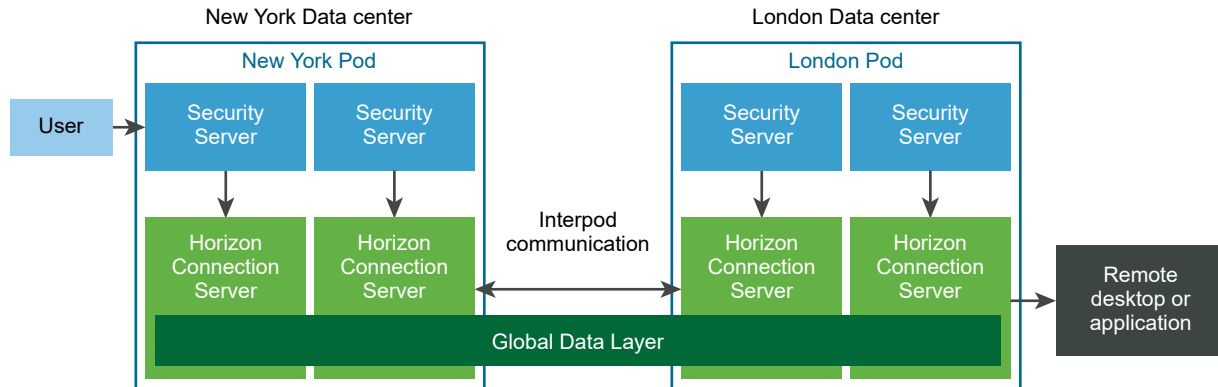 New York Data center
London Data center
New York Pod
London Pod
User
Security
Server
Security
Server
Security
Server
Security
Server
Horizon
Connection
Server
Horizon
Connection
Server
Interpod
communication
Horizon
Connection
Server
Horizon
Connection
Server
Remote
desktop or
application
Global Data Layer